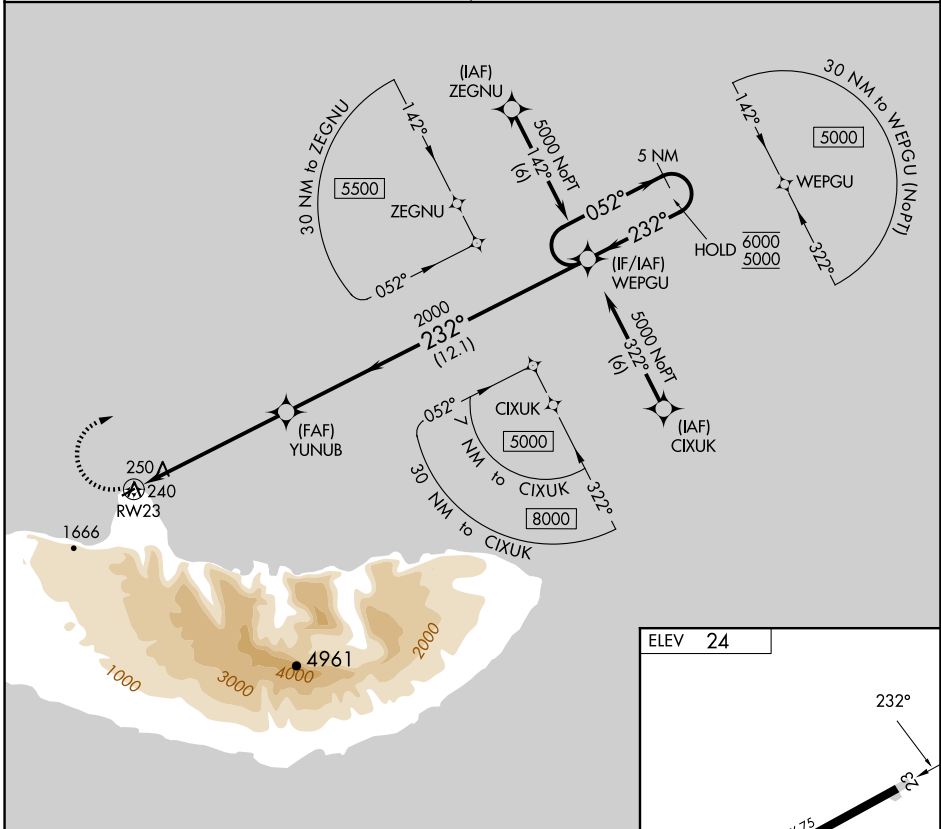 (IAF)
ZEGNU
5000 NoPT
142°
(6)
30 NM to ZEGNU
142°
5500
ZEGNU
052°
30 NM to WEPGU (NoPT)
142°
5000
WEPGU
322°
5 NM
052°
232°
HOLD
6000
5000
(IF/IAF)
WEPGU
2000
232°
(12.1)
5000 NoPT
322°
(6)
(IAF)
CIXUK
052°
CIXUK
5000
7 NM to CIXUK
322°
8000
30 NM to CIXUK
(FAF)
YUNUB
250
240
RW23
1666
4961
1000
3000
4000
2000
ELEV 24
232°
23